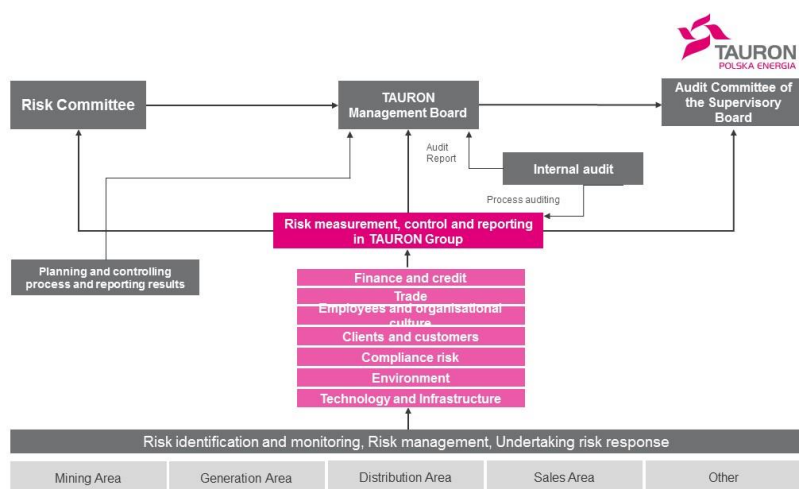 TAURON
POLSKA ENERGIA
Risk Committee
TAURON
Management Board
Audit Committee of
the Supervisory
Board
Audit
Report
Internal audit
Process auditing
Risk measurement, control and reporting
in TAURON Group
Planning and controlling
process and reporting results
Finance and credit
Trade
Employees and organisational
culture
Clients and customers
Compliance risk
Environment
Technology and Infrastructure
Risk identification and monitoring, Risk management, Undertaking risk response
Mining Area
Generation Area
Distribution Area
Sales Area
Other